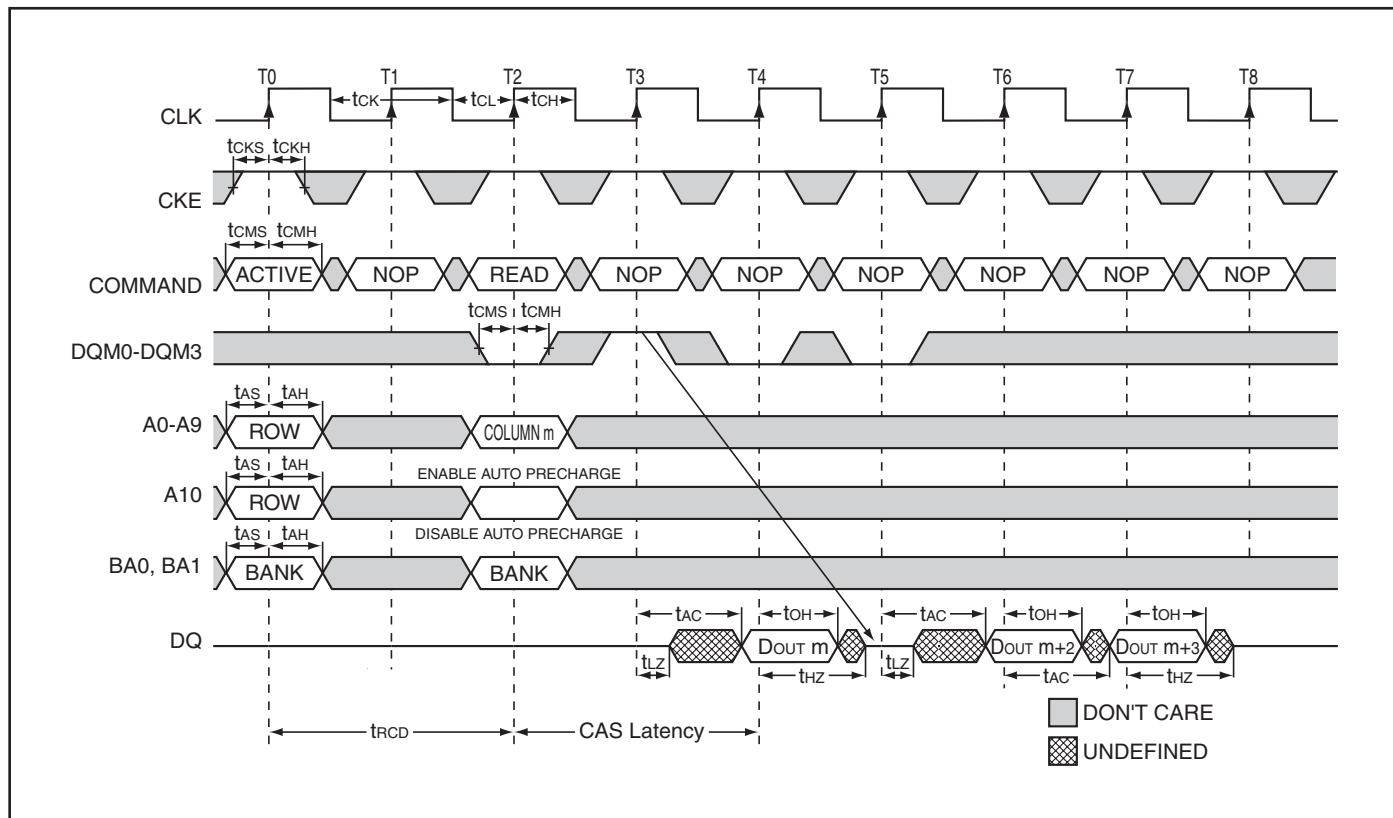 T0 T1 T2 T3 T4 T5 T6 T7 T8
CLK tCK tCL tCH
tCKS tCKH
CKE
tCMS tCMH
COMMAND ACTIVE NOP READ NOP NOP NOP NOP NOP NOP
tCMS tCMH
DQM0-DQM3
tAS tAH
A0-A9 ROW COLUMN m
tAS tAH ENABLE AUTO PRECHARGE
A10 ROW
tAS tAH DISABLE AUTO PRECHARGE
BA0, BA1 BANK BANK
tAC tOH tAC tOH tOH
DQ DOUT m DOUT m+2 DOUT m+3
tLZ tHZ tLZ tAC tHZ
DON'T CARE
tRCD CAS Latency
UNDEFINED